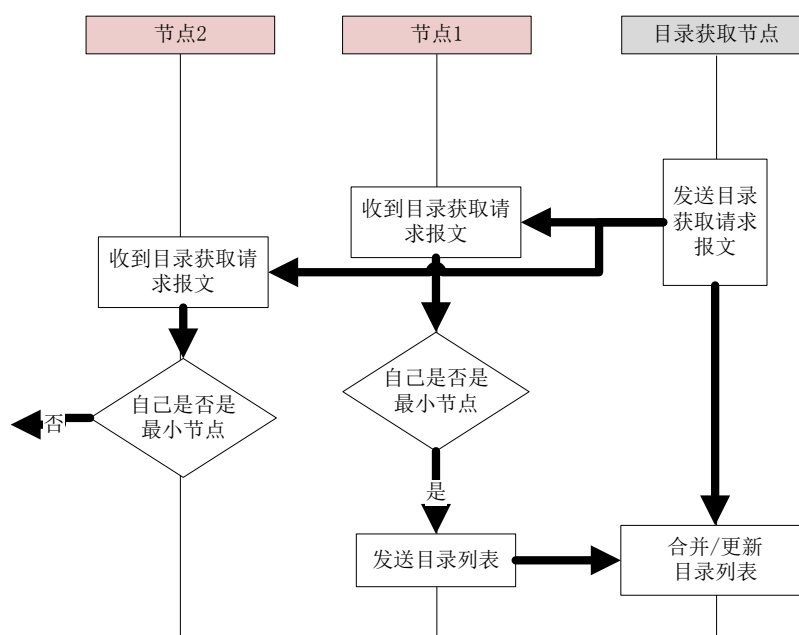 节点2
节点1
目录获取节点
发送目录
获取请求
报文
收到目录获取请
求报文
收到目录获取请
求报文
自己是否是
最小节点
自己是否是
最小节点
否
是
发送目录列表
合并/更新
目录列表